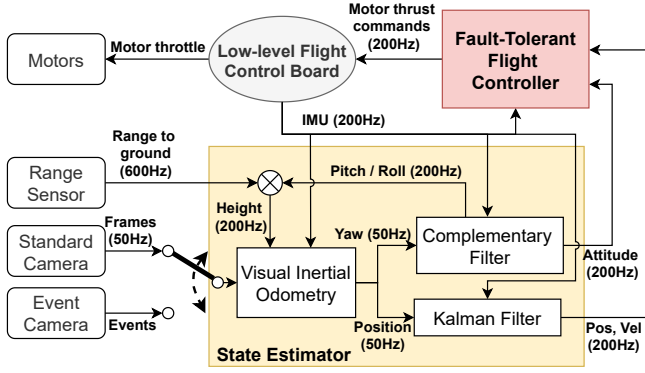 Motor thrust
commands
(200Hz)
Motor throttle
Motors
Low-level Flight
Control Board
Fault-Tolerant
Flight
Controller
IMU (200Hz)
Range to
ground
(600Hz)
Range
Sensor
Pitch / Roll (200Hz)
Height
(200Hz)
Frames
(50Hz)
Standard
Camera
Yaw (50Hz)
Complementary
Filter
Visual Inertial
Odometry
Attitude
(200Hz)
Event
Camera
Events
Position
(50Hz)
Kalman Filter
Pos, Vel
(200Hz)
State Estimator